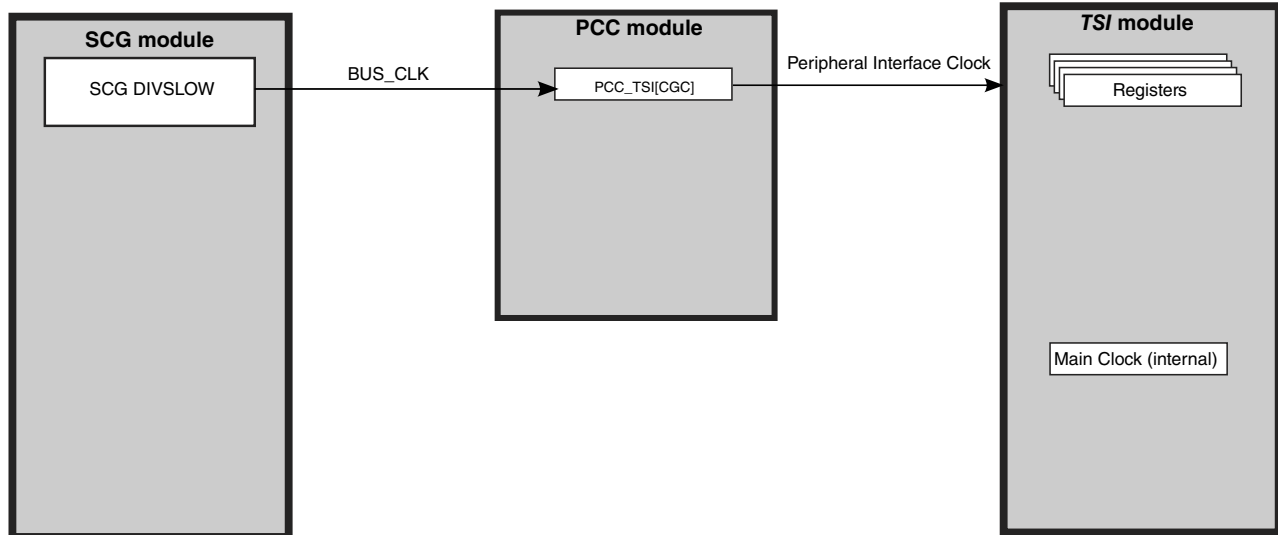 SCG module
SCG DIVSLOW
BUS_CLK
PCC module
PCC_TSI[CGC]
Peripheral Interface Clock
TSI module
Registers
Main Clock (internal)